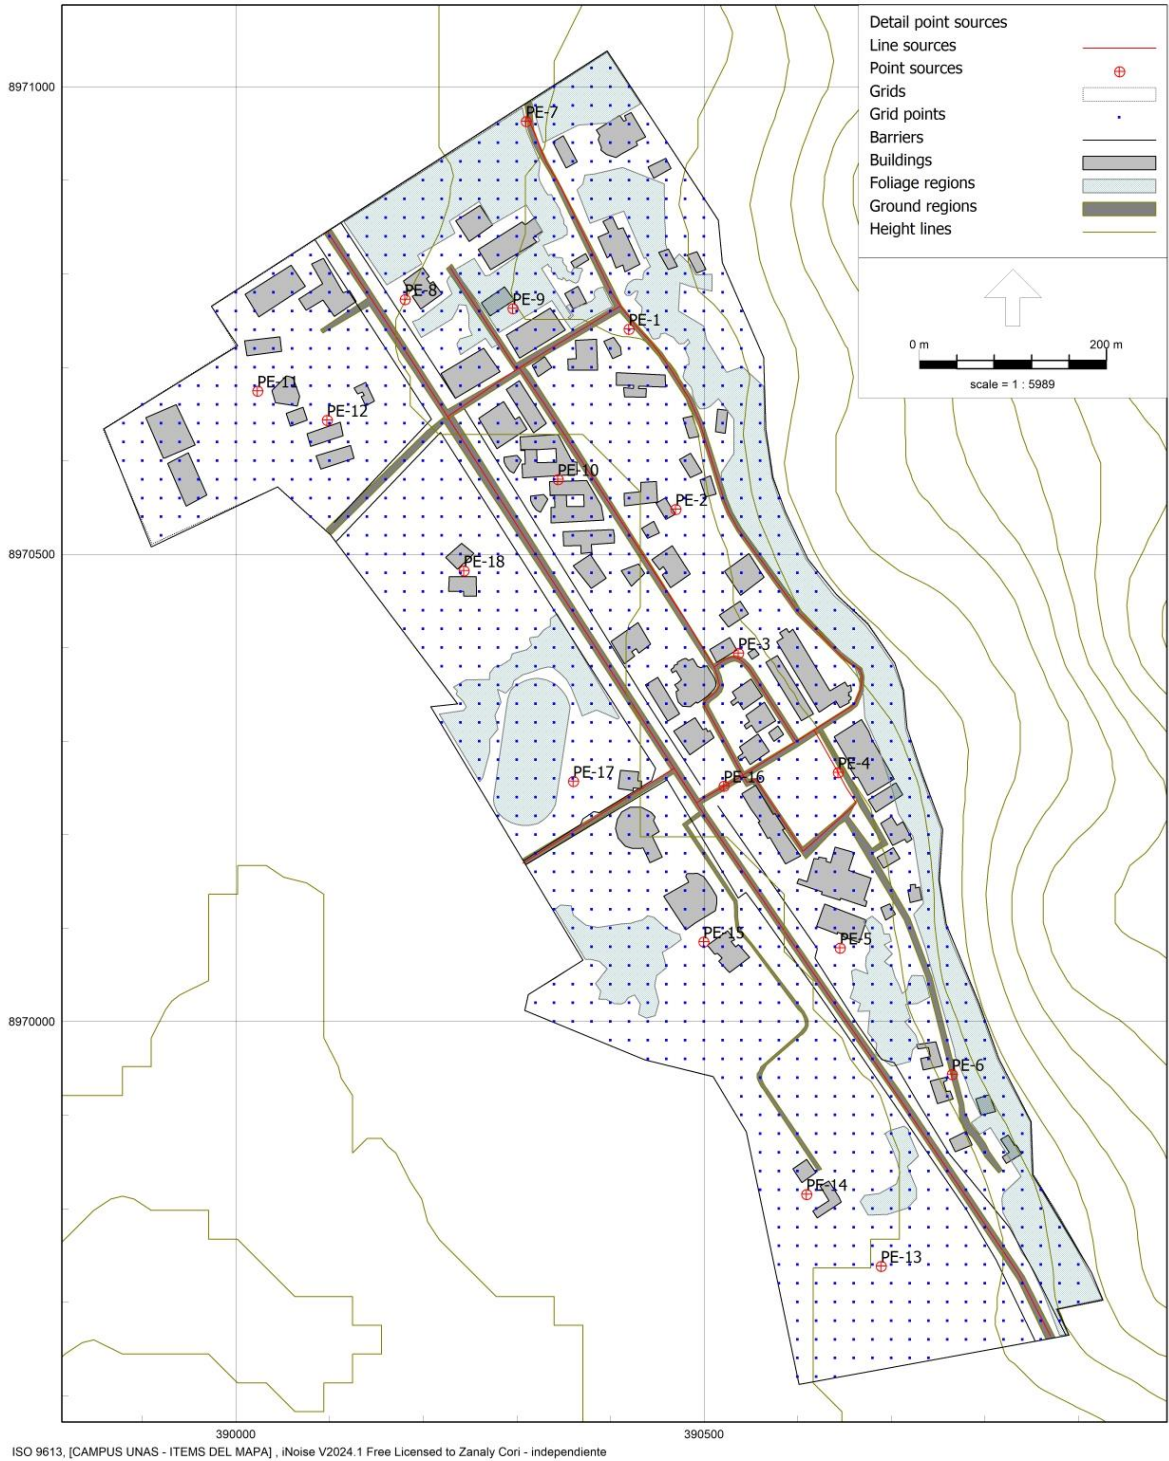 Detail point sources
Line sources
Point sources
Grids
Grid points
Barriers
Buildings
Foliage regions
Ground regions
Height lines
0 m 200 m
scale = 1 : 5989
8971000
PE-7
PE-8
PE-9
PE-1
PE-11
PE-12
PE-10
PE-2
8970500
PE-18
PE-3
PE-17
PE-16
PE-4
PE-15
PE-5
8970000
PE-6
PE-14
PE-13
390000
390500
ISO 9613, [CAMPUS UNAS - ITEMS DEL MAPA] , iNoise V2024.1 Free Licensed to Zanaly Cori - independiente